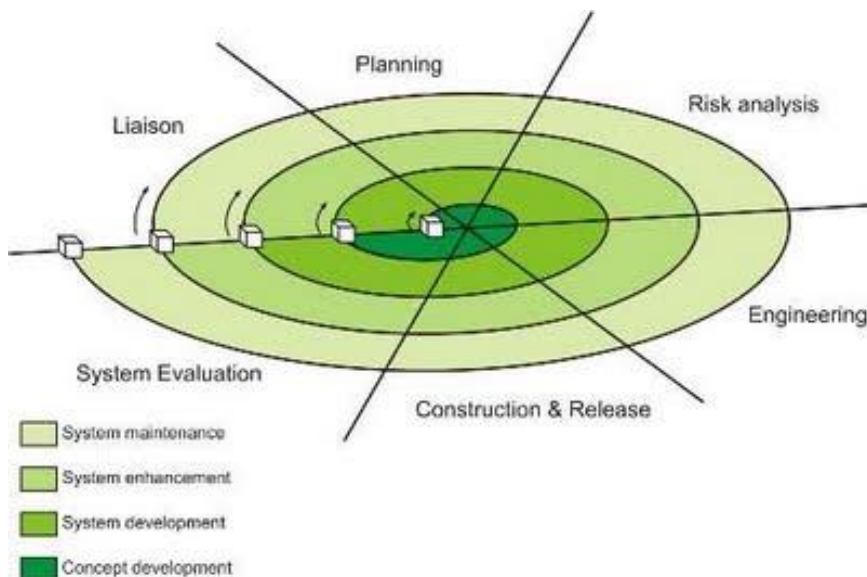 Planning
Risk analysis
Liaison
Engineering
System Evaluation
Construction & Release
System maintenance
System enhancement
System development
Concept development